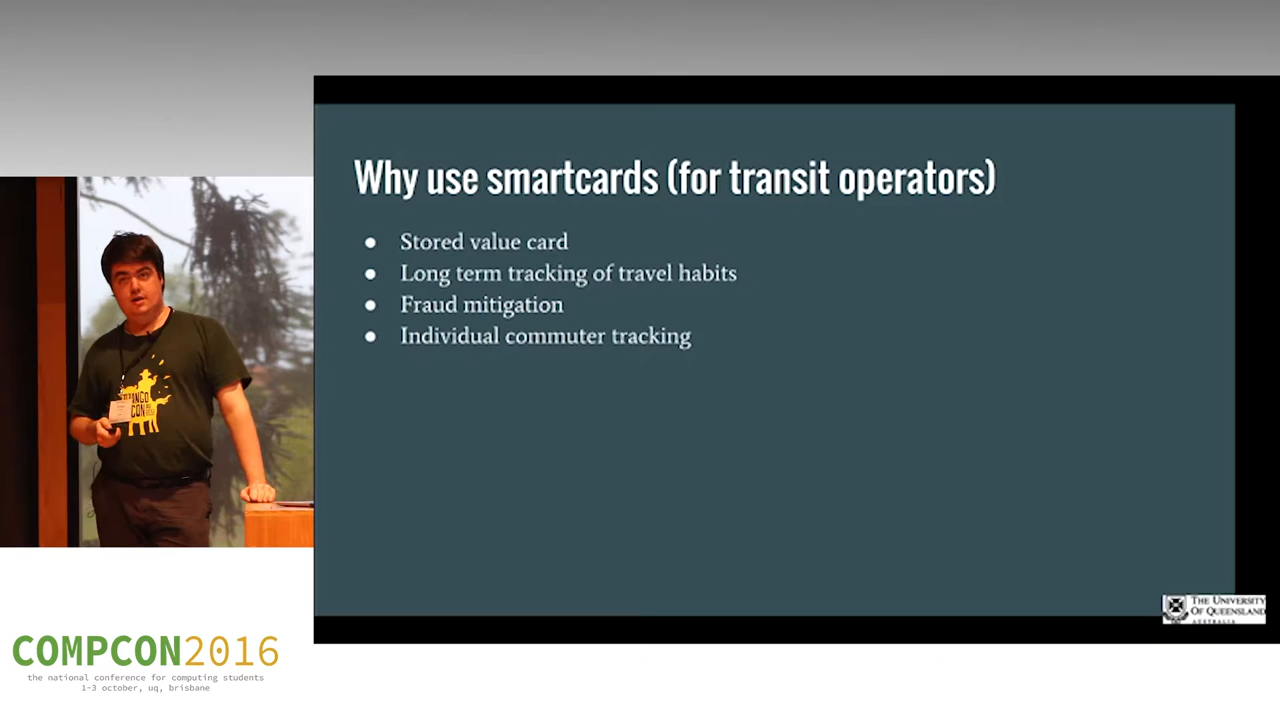 Why use smartcards (for transit operators)
● Stored value card
● Long term tracking of travel habits
● Fraud mitigation
● Individual commuter tracking
THE UNIVERSITY
OF QUEENSLAND
AUSTRALIA
COMPCON2016
the national conference for computing students
1-3 october, uq, brisbane